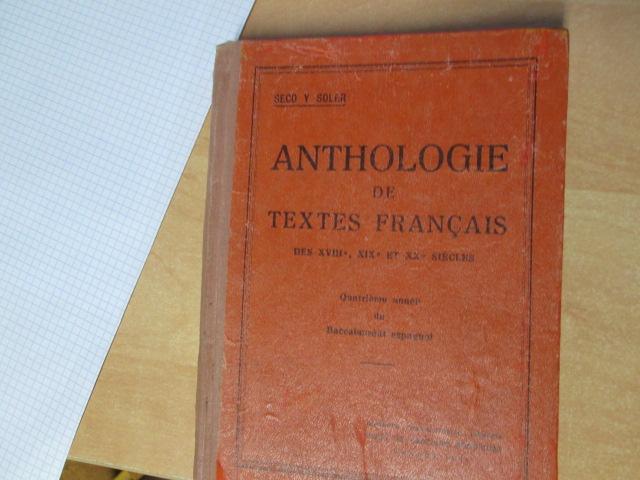 SECO Y SOLER
ANTHOLOGIE
DE
TEXTES FRANÇAIS
DES XVIIIᵉ, XIXᵉ ET XXᵉ SIÈCLES
Quatrième année
du
Baccalauréat espagnol